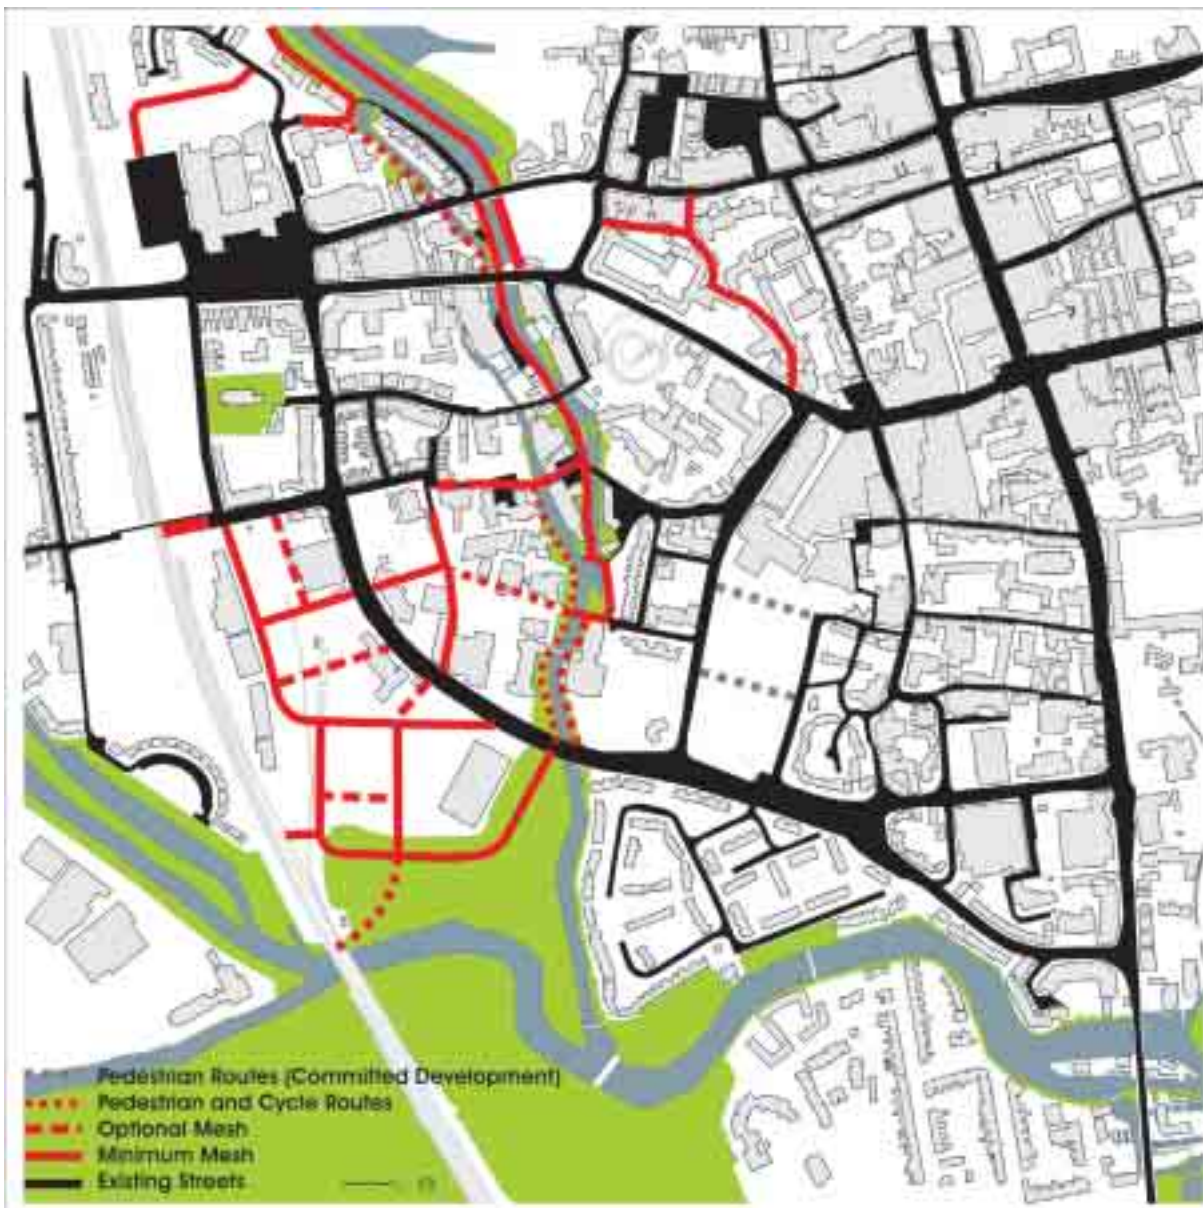 Pedestrian Routes (Committed Development)
Pedestrian and Cycle Routes
Optional Mesh
Minimum Mesh
Existing Streets